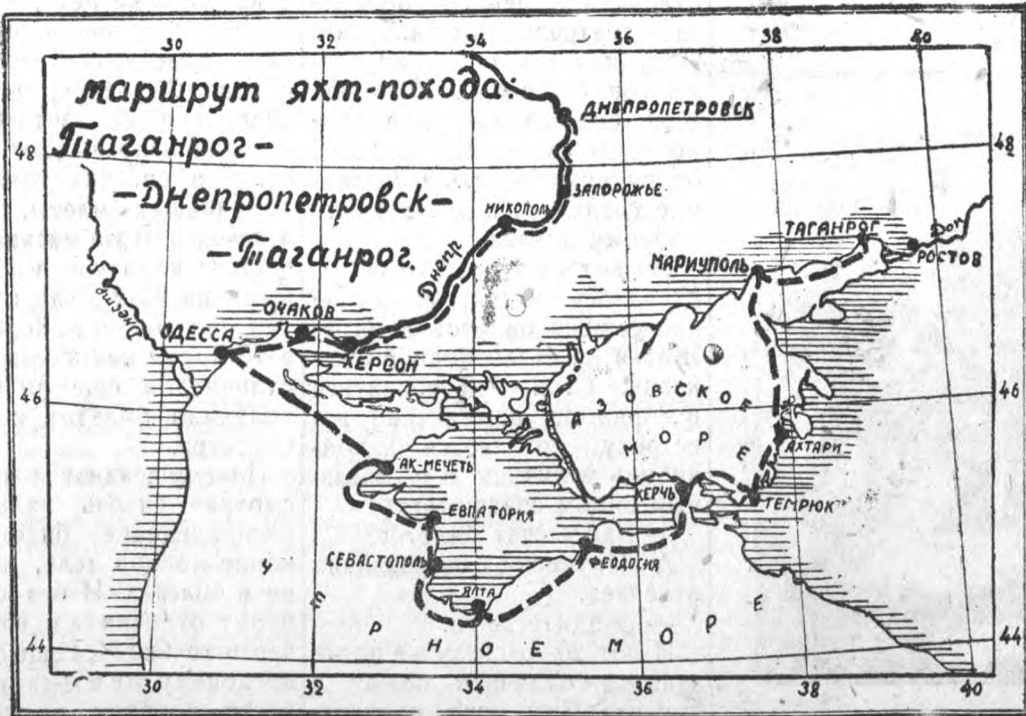 30 32 34 36 38 40
маршрут яхт-похода:
Таганрог-
-Днепропетровск-
-Таганрог.
ДНЕПРОПЕТРОВСК
48 48
ЗАПОРОЖЬЕ
НИКОПОЛЬ
Днепр
ТАГАНРОГ
Дон
РОСТОВ
МАРИУПОЛЬ
Днестр
ОЧАКОВ
ОДЕССА
ХЕРСОН
46 46
АЗОВСКОЕ
МОРЕ
АХТАРИ
АК-МЕЧЕТЬ
КЕРЧЬ
ТЕМРЮК
ЕВПАТОРИЯ
СЕВАСТОПОЛЬ
ФЕОДОСИЯ
ЯЛТА
ЧЕРНОЕ МОРЕ
44 44
30 32 34 36 38 40